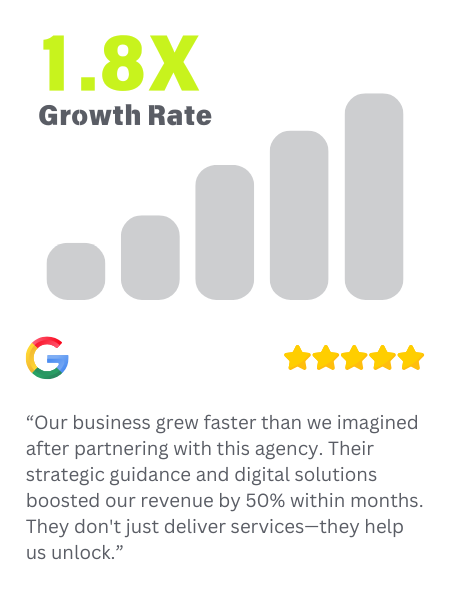 1.8X
Growth Rate
G
“Our business grew faster than we imagined
after partnering with this agency. Their
strategic guidance and digital solutions
boosted our revenue by 50% within months.
They don't just deliver services—they help
us unlock.”